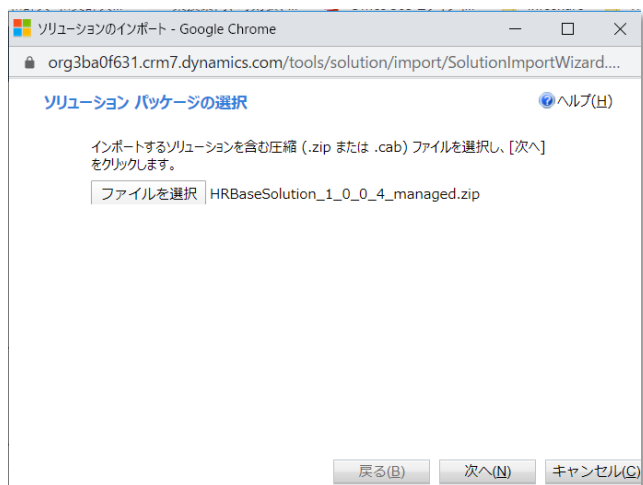 ソリューションのインポート - Google Chrome
org3ba0f631.crm7.dynamics.com/tools/solution/import/SolutionImportWizard....
ソリューション パッケージの選択
ヘルプ(H)
インポートするソリューションを含む圧縮 (.zip または .cab) ファイルを選択し、[次へ]
をクリックします。
ファイルを選択 HRBaseSolution_1_0_0_4_managed.zip
戻る(B) 次へ(N) キャンセル(C)